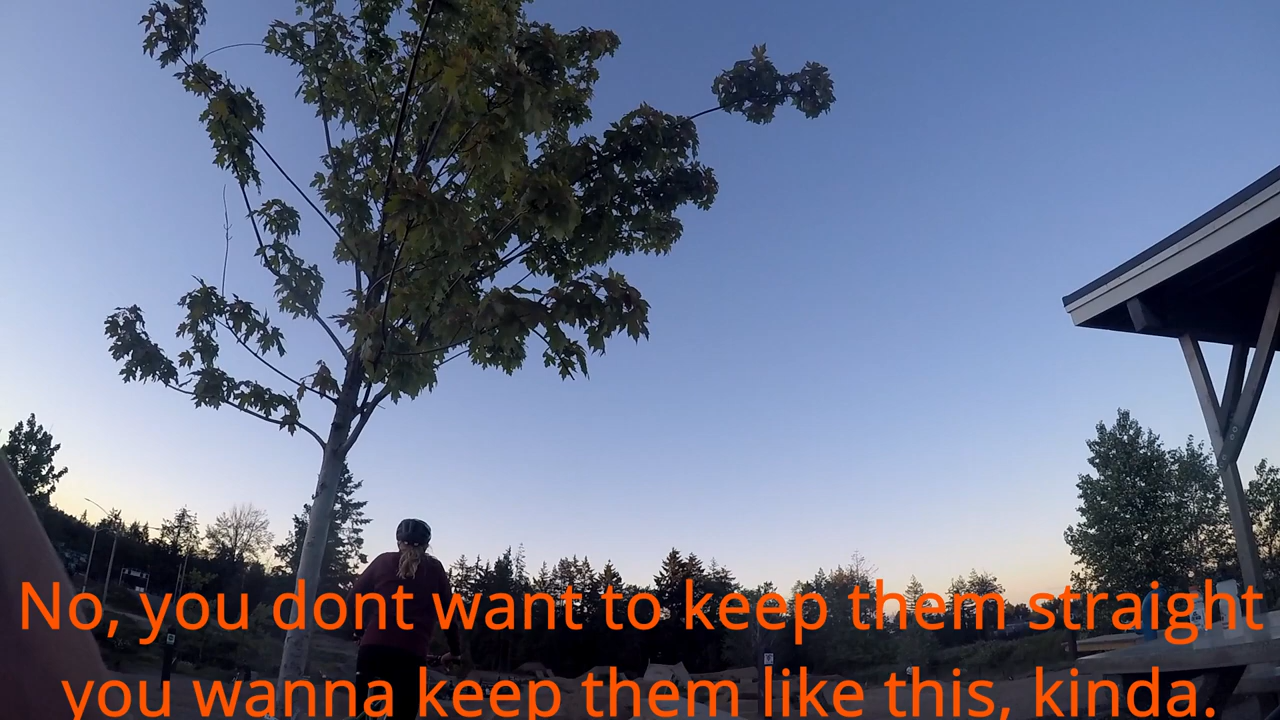 No, you dont want to keep them straight
you wanna keep them like this, kinda.